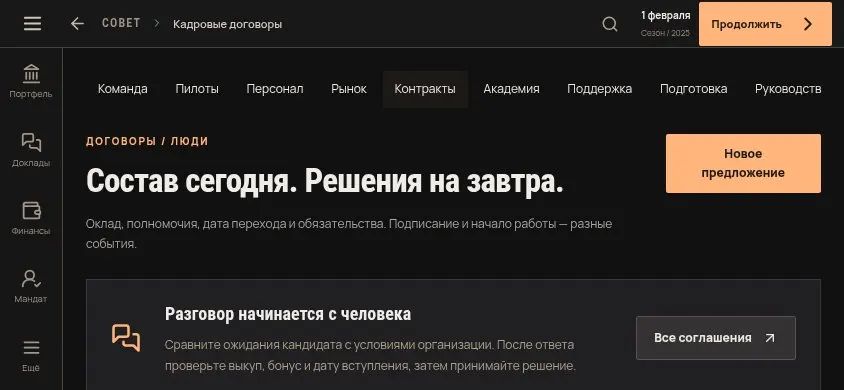 СОВЕТ
Кадровые договоры
1 февраля
Сезон / 2025
Продолжить
Портфель
Доклады
Финансы
Мандат
Ещё
Команда
Пилоты
Персонал
Рынок
Контракты
Академия
Поддержка
Подготовка
Руководств
ДОГОВОРЫ / ЛЮДИ
Состав сегодня. Решения на завтра.
Новое
предложение
Оклад, полномочия, дата перехода и обязательства. Подписание и начало работы — разные
события.
Разговор начинается с человека
Сравните ожидания кандидата с условиями организации. После ответа
проверьте выкуп, бонус и дату вступления, затем принимайте решение.
Все соглашения